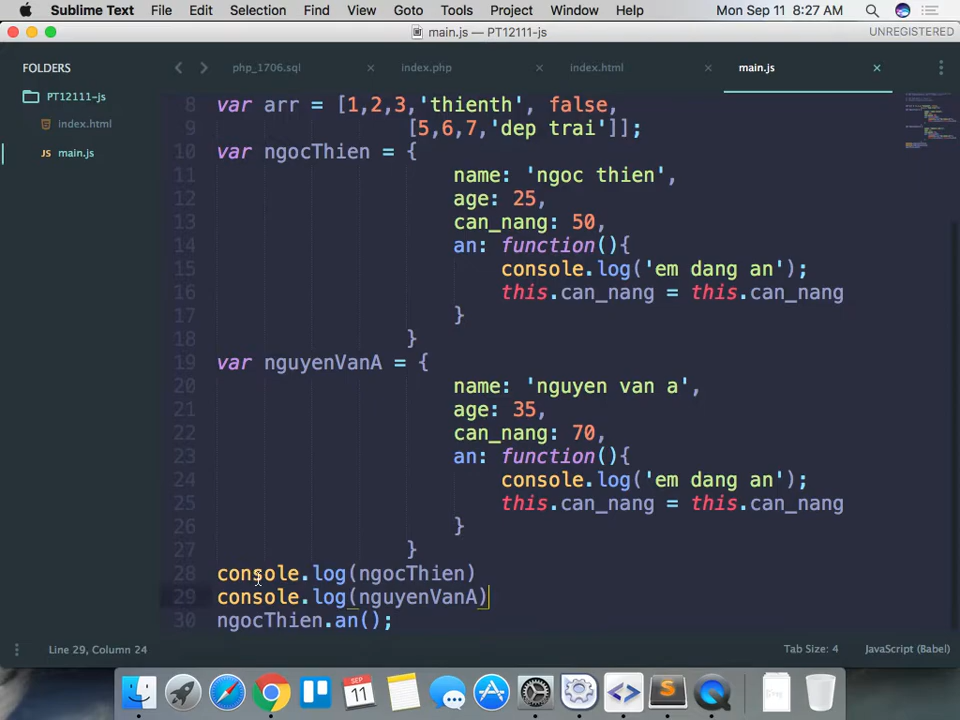 Sublime Text File Edit Selection Find View Goto Tools Project Window Help Mon Sep 11 8:27 AM
main.js — PT12111-js UNREGISTERED
FOLDERS
PT12111-js
index.html
main.js
php_1706.sql index.php index.html main.js
8 var arr = [1,2,3,'thienth', false,
9 [5,6,7,'dep trai']];
10 var ngocThien = {
11 name: 'ngoc thien',
12 age: 25,
13 can_nang: 50,
14 an: function(){
15 console.log('em dang an');
16 this.can_nang = this.can_nang
17 }
18 }
19 var nguyenVanA = {
20 name: 'nguyen van a',
21 age: 35,
22 can_nang: 70,
23 an: function(){
24 console.log('em dang an');
25 this.can_nang = this.can_nang
26 }
27 }
28 console.log(ngocThien)
29 console.log(nguyenVanA)
30 ngocThien.an();
Line 29, Column 24 Tab Size: 4 JavaScript (Babel)
SEP
11